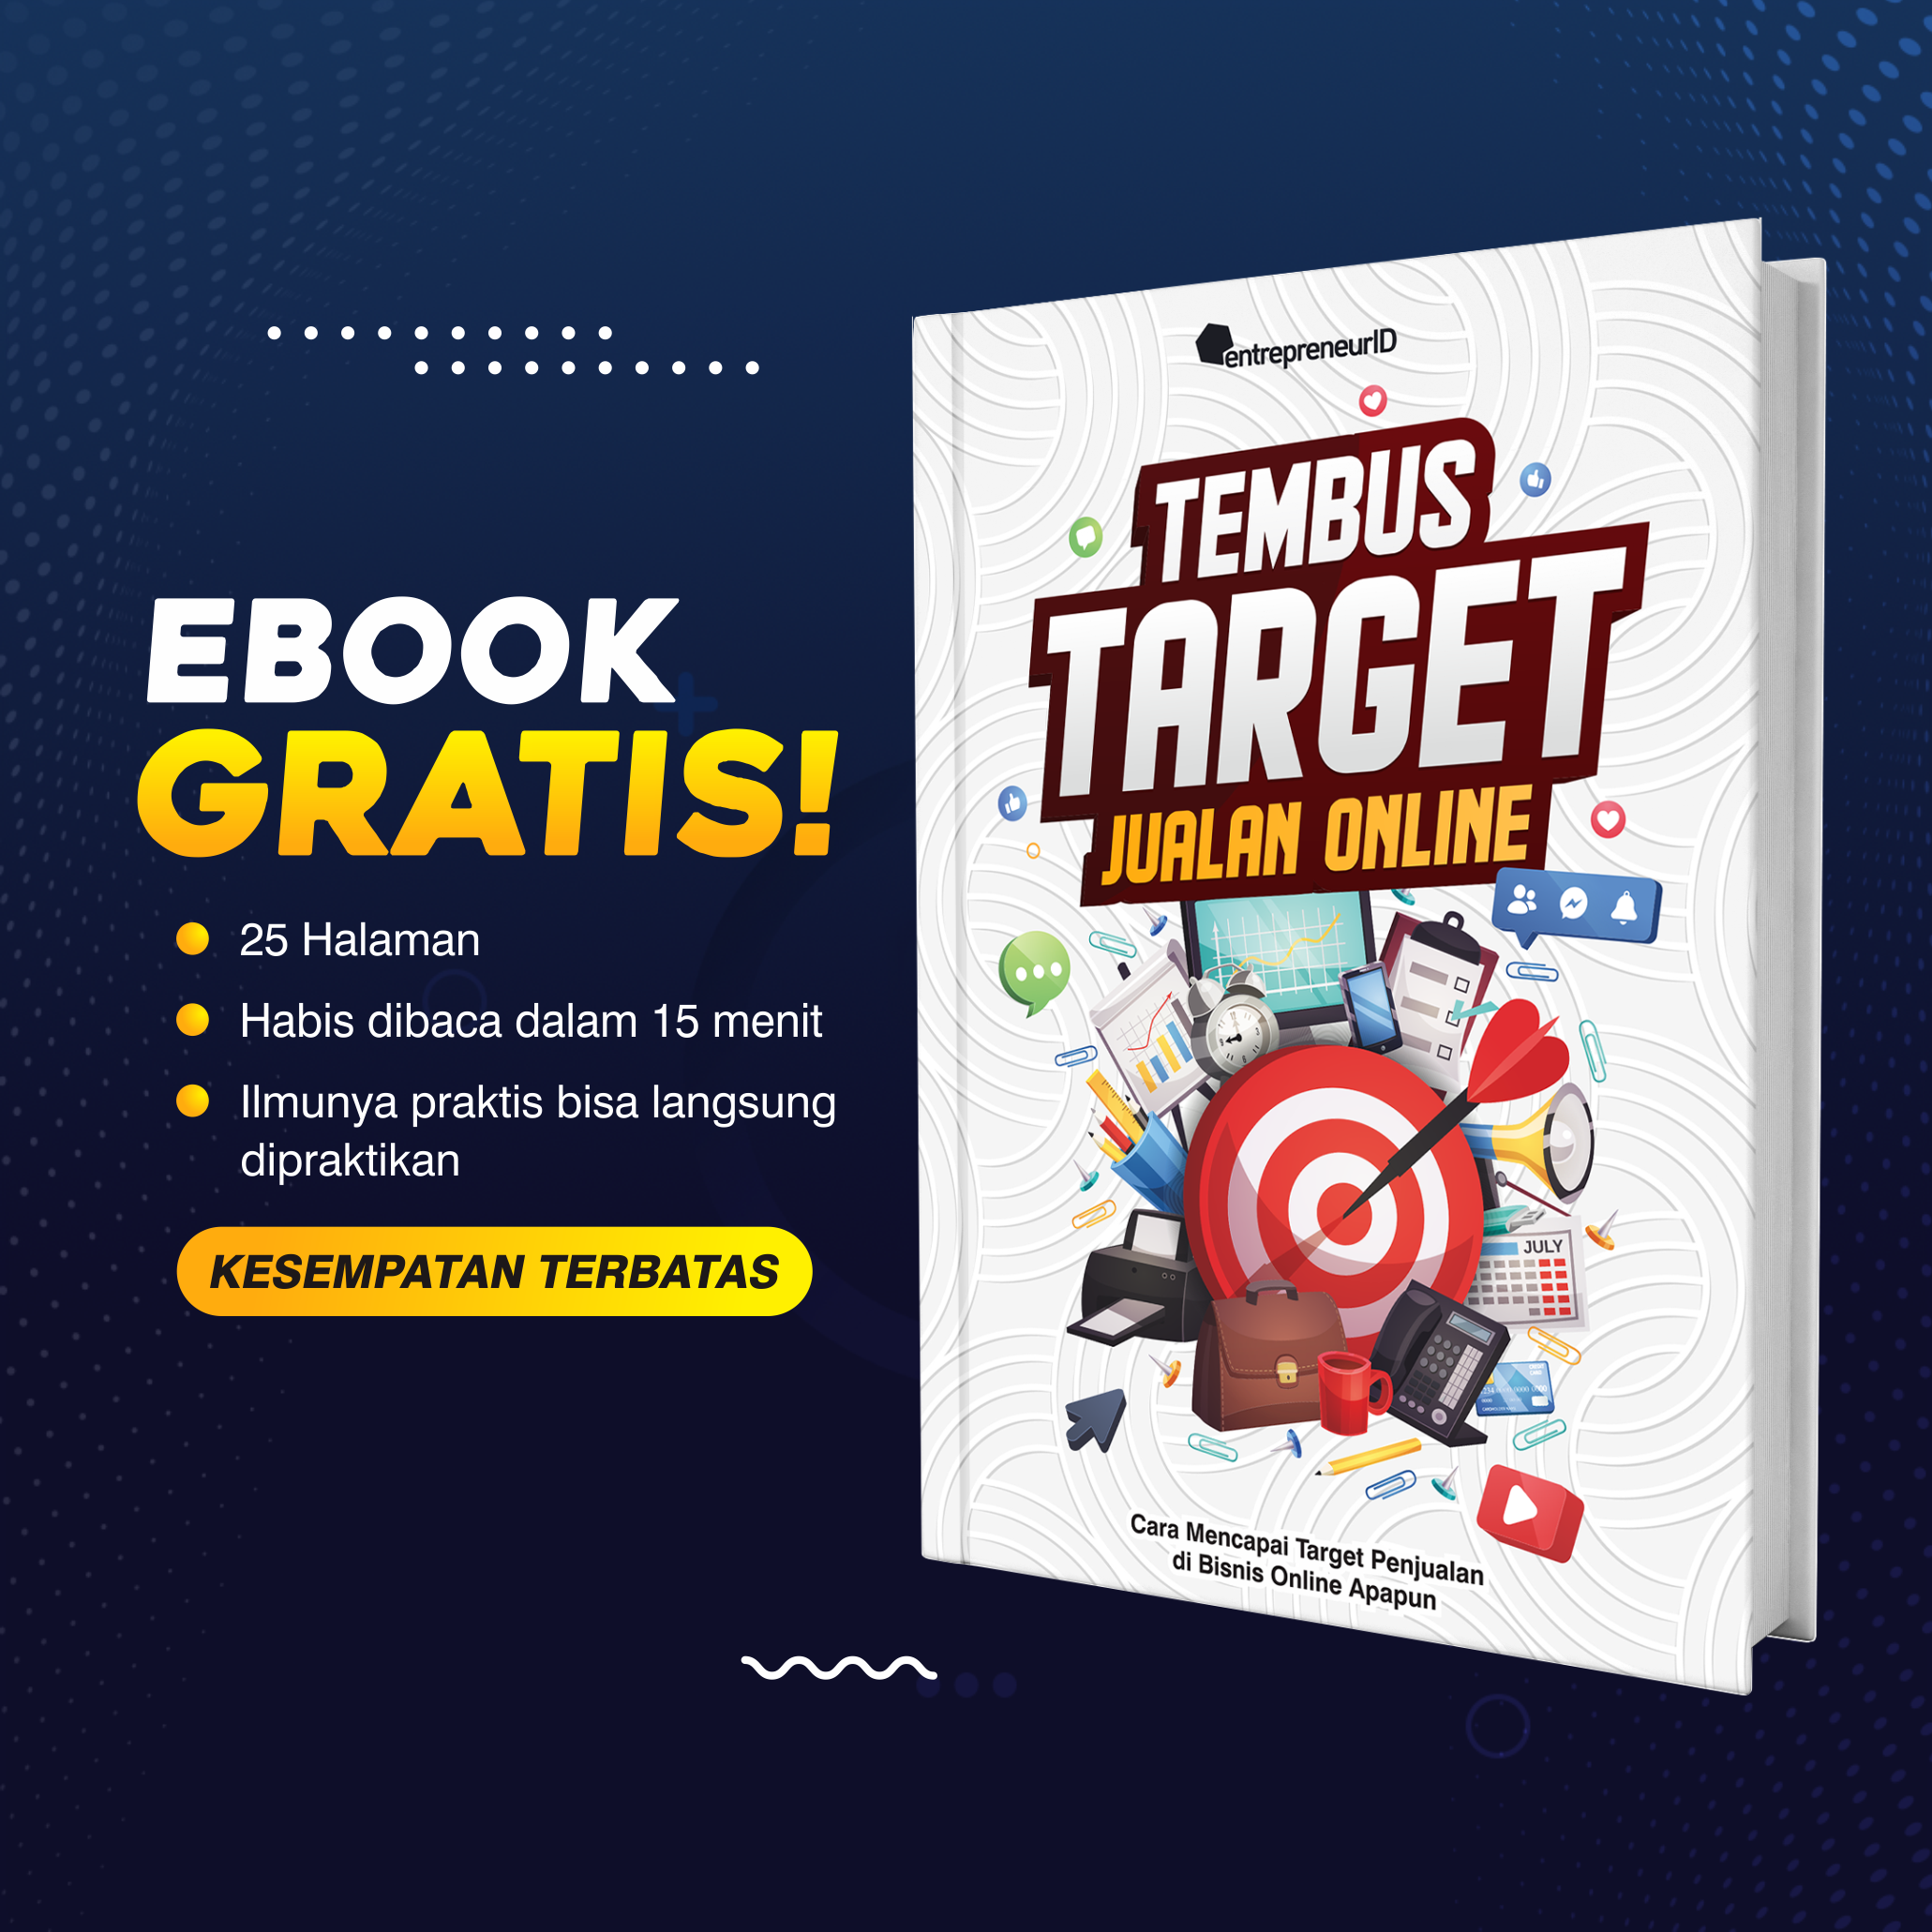 EBOOK
GRATIS!
25 Halaman
Habis dibaca dalam 15 menit
Ilmunya praktis bisa langsung
dipraktikan
KESEMPATAN TERBATAS
entrepreneurID
TEMBUS
TARGET
JUALAN ONLINE
JULY
Cara Mencapai Target Penjualan
di Bisnis Online Apapun